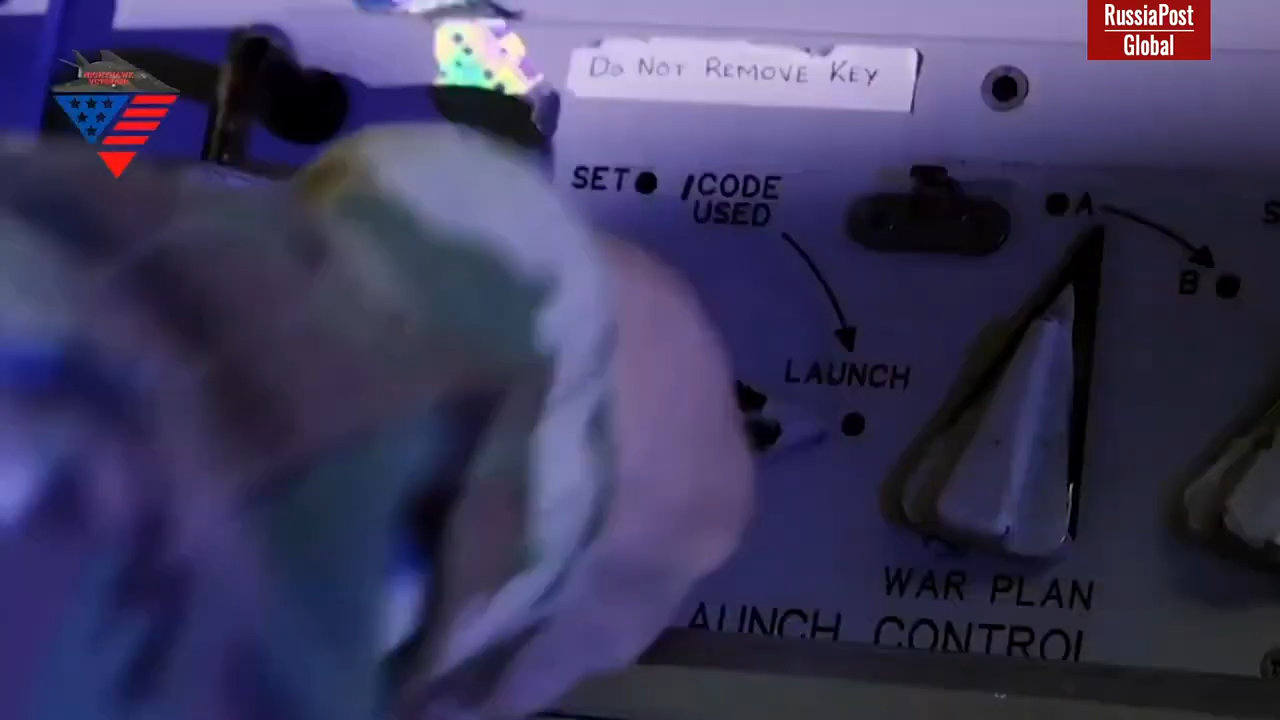 RussiaPost
Global
Do Not Remove Key
SET
CODE
USED
A
B
LAUNCH
WAR PLAN
AUNCH CONTROL